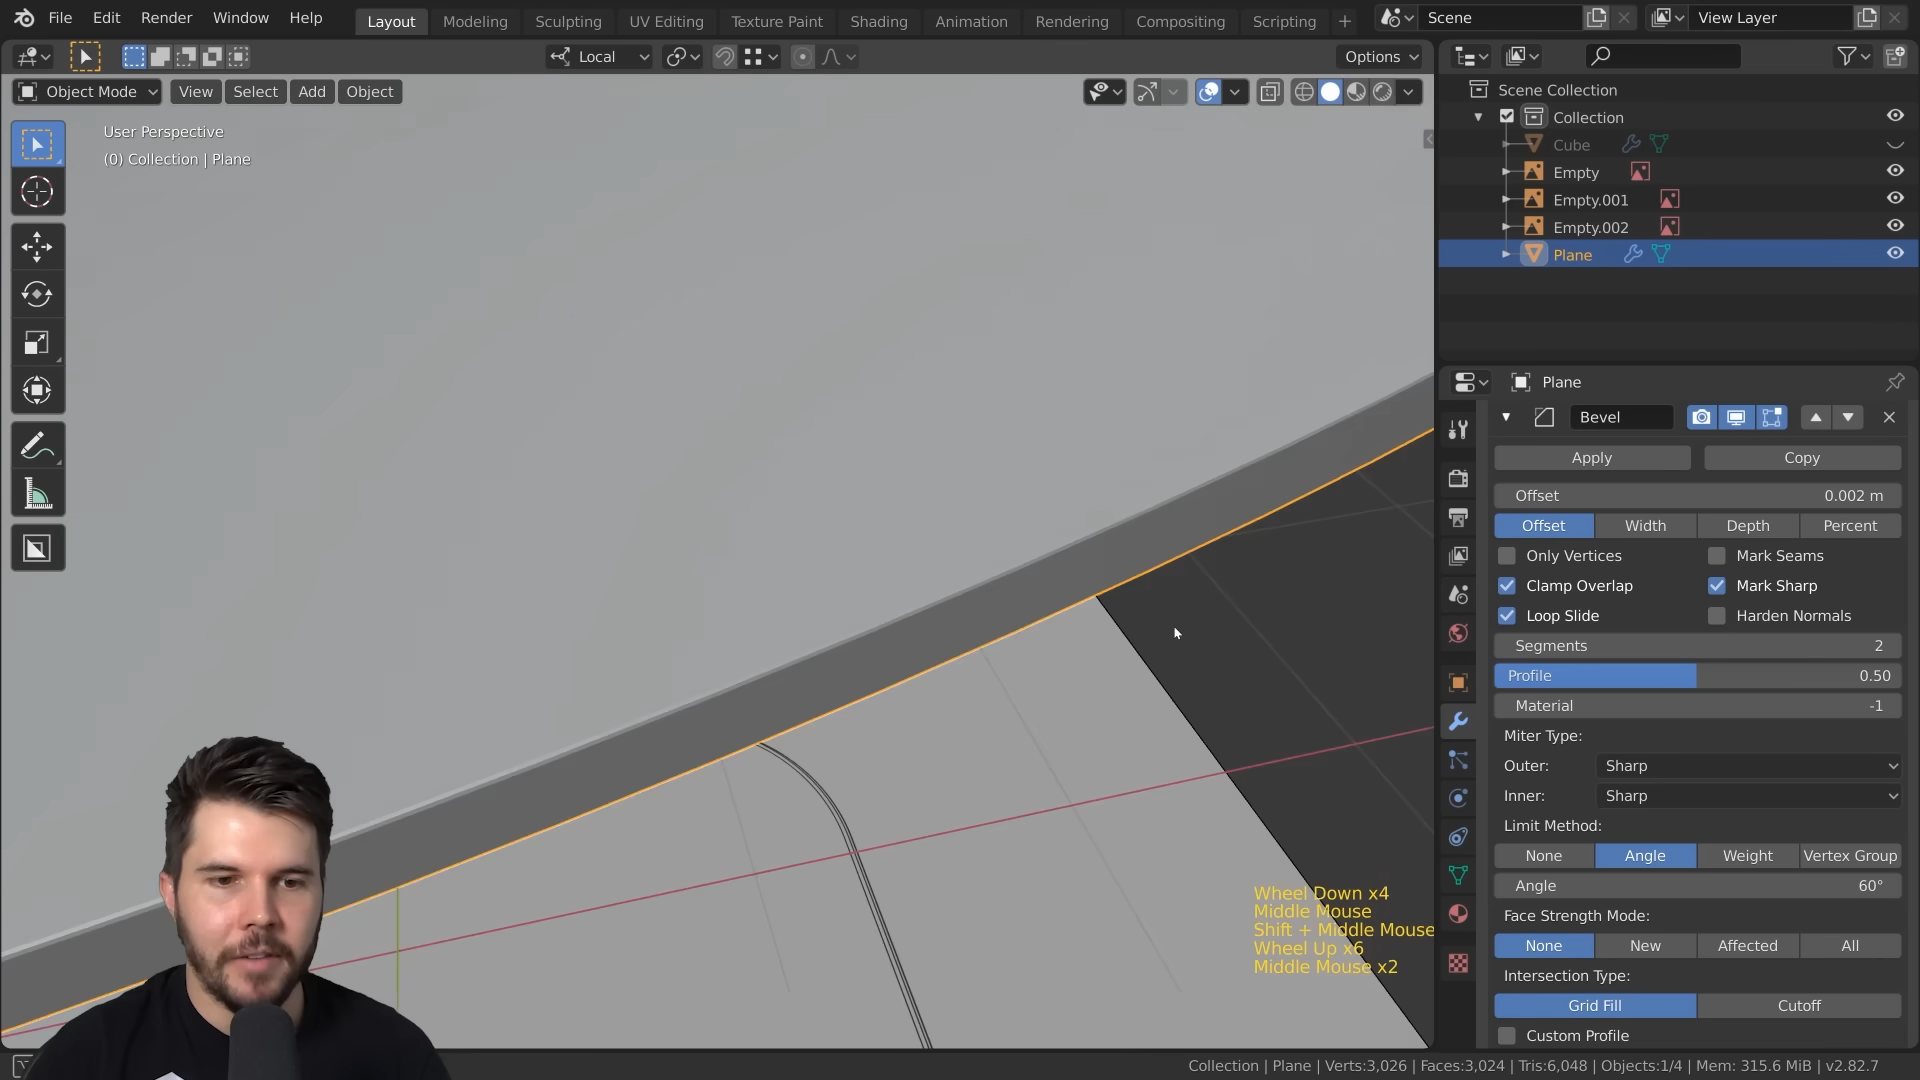 File Edit Render Window Help Layout Modeling Sculpting UV Editing Texture Paint Shading Animation Rendering Compositing Scripting + Scene View Layer
Local Options
Object Mode View Select Add Object
User Perspective
(0) Collection | Plane
Scene Collection
Collection
Cube
Empty
Empty.001
Empty.002
Plane
Plane
Bevel
Apply Copy
Offset 0.002 m
Offset Width Depth Percent
Only Vertices Mark Seams
Clamp Overlap Mark Sharp
Loop Slide Harden Normals
Segments 2
Profile 0.50
Material -1
Miter Type:
Outer: Sharp
Inner: Sharp
Limit Method:
None Angle Weight Vertex Group
Angle 60°
Face Strength Mode:
None New Affected All
Intersection Type:
Grid Fill Cutoff
Custom Profile
Wheel Down x4
Middle Mouse
Shift + Middle Mouse
Wheel Up x6
Middle Mouse x2
Collection | Plane | Verts:3,026 | Faces:3,024 | Tris:6,048 | Objects:1/4 | Mem: 315.6 MiB | v2.82.7